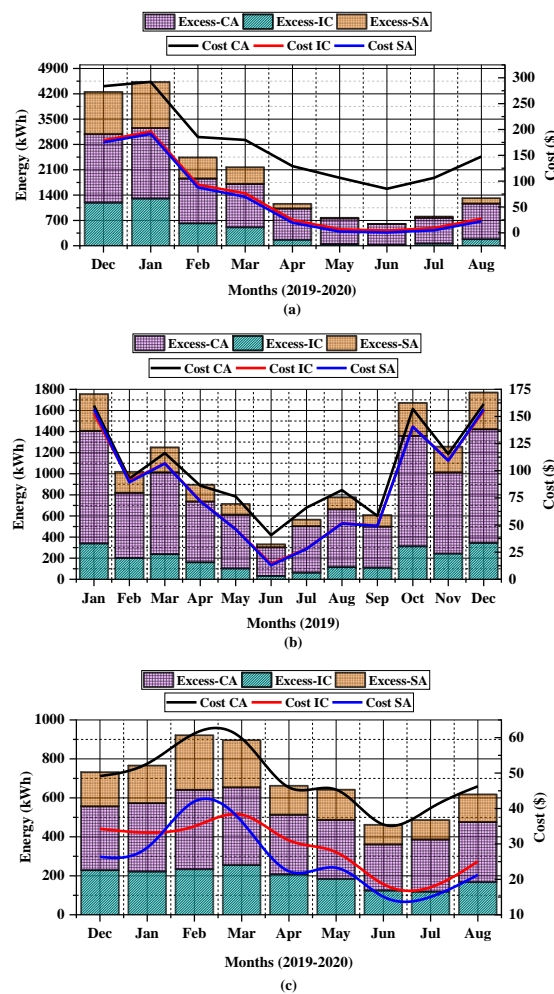 Excess-CA Excess-IC Excess-SA
Cost CA Cost IC Cost SA
4900
4200
3500
2800
2100
1400
700
0
Energy (kWh)
300
250
200
150
100
50
0
Cost ($)
Dec Jan Feb Mar Apr May Jun Jul Aug
Months (2019-2020)
(a)
Excess-CA Excess-IC Excess-SA
Cost CA Cost IC Cost SA
1800
1600
1400
1200
1000
800
600
400
200
0
Energy (kWh)
175
150
125
100
75
50
25
0
Cost ($)
Jan Feb Mar Apr May Jun Jul Aug Sep Oct Nov Dec
Months (2019)
(b)
Excess-CA Excess-IC Excess-SA
Cost CA Cost IC Cost SA
1000
800
600
400
200
0
Energy (kWh)
60
50
40
30
20
10
Cost ($)
Dec Jan Feb Mar Apr May Jun Jul Aug
Months (2019-2020)
(c)